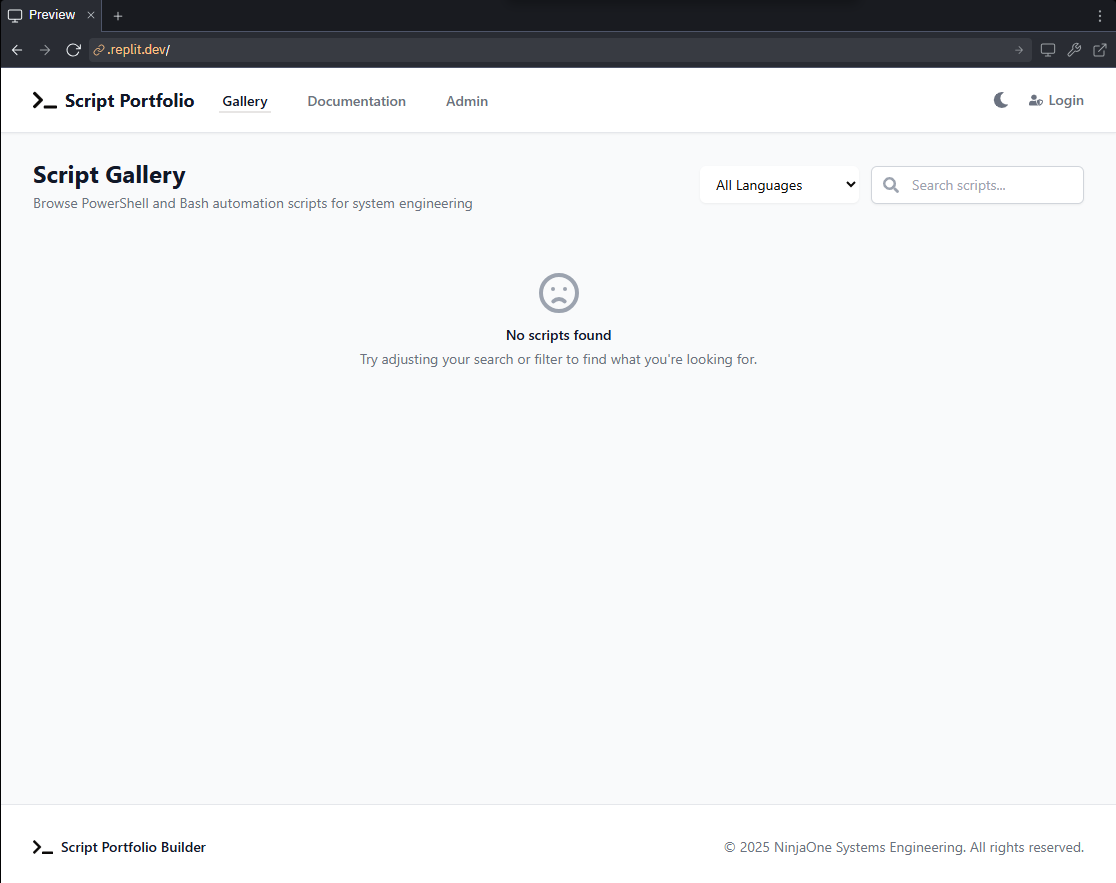 Preview
.replit.dev/
Script Portfolio
Gallery
Documentation
Admin
Login
Script Gallery
Browse PowerShell and Bash automation scripts for system engineering
All Languages
Search scripts...
No scripts found
Try adjusting your search or filter to find what you're looking for.
Script Portfolio Builder
© 2025 NinjaOne Systems Engineering. All rights reserved.